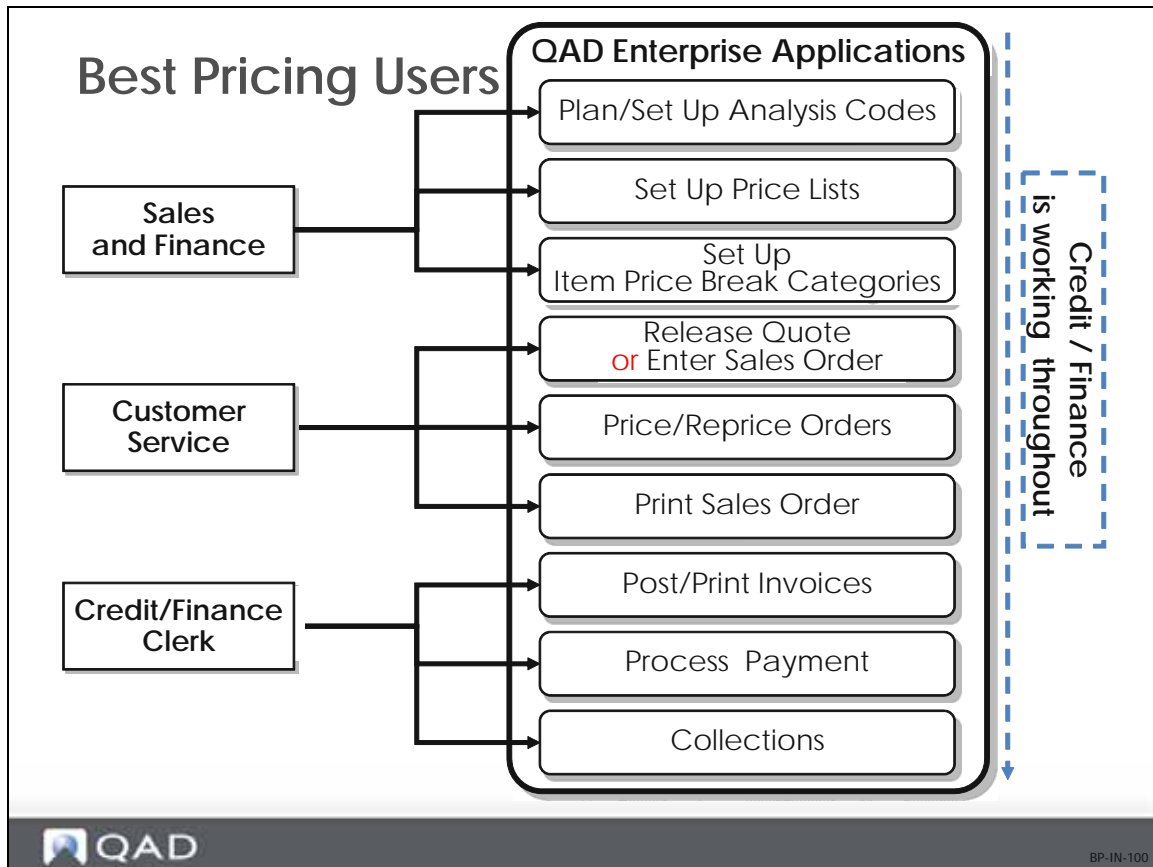 Best Pricing Users
QAD Enterprise Applications
Plan/Set Up Analysis Codes
Set Up Price Lists
Set Up
Item Price Break Categories
Release Quote
or Enter Sales Order
Price/Reprice Orders
Print Sales Order
Post/Print Invoices
Process Payment
Collections
Sales
and Finance
Customer
Service
Credit/Finance
Clerk
Credit / Finance
is working throughout
QAD
BP-IN-100